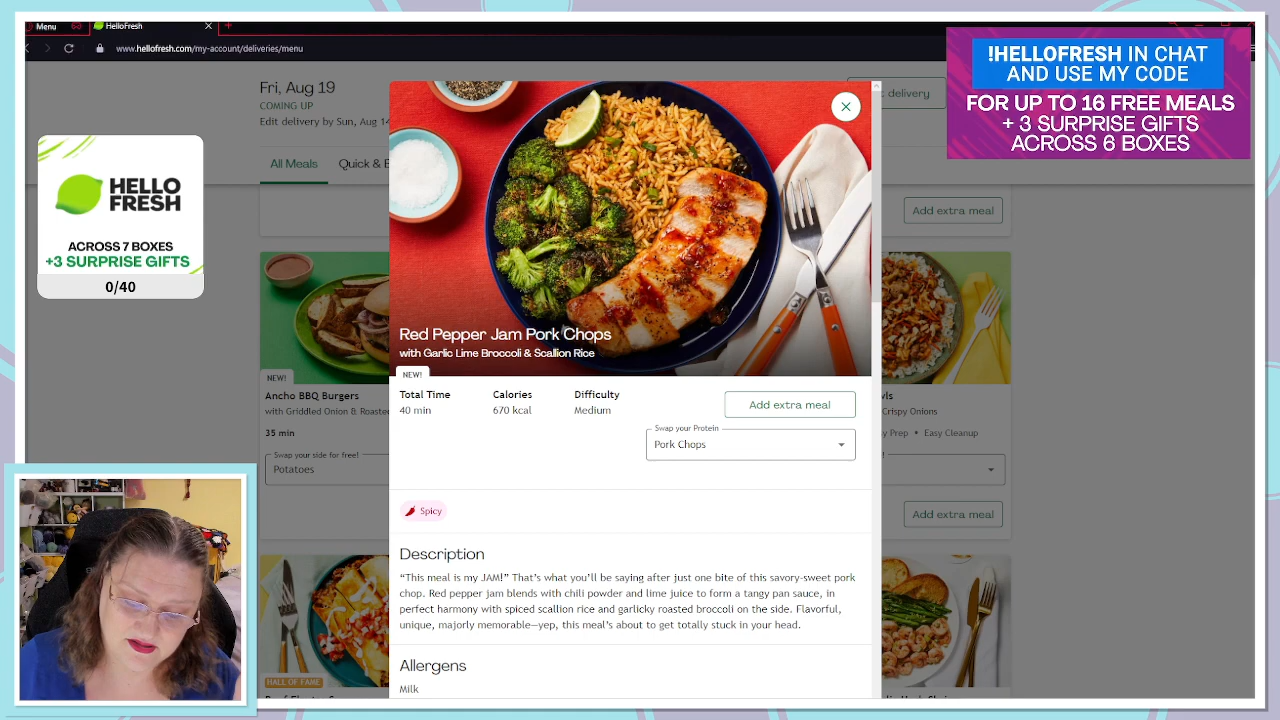 Menu
HelloFresh
www.hellofresh.com/my-account/deliveries/menu
!HELLOFRESH IN CHAT
AND USE MY CODE
FOR UP TO 16 FREE MEALS
+ 3 SURPRISE GIFTS
ACROSS 6 BOXES
Fri, Aug 19
COMING UP
Edit delivery by Sun, Aug 14
delivery
All Meals
Quick &
HELLO
FRESH
ACROSS 7 BOXES
+3 SURPRISE GIFTS
0/40
Add extra meal
Red Pepper Jam Pork Chops
with Garlic Lime Broccoli & Scallion Rice
NEW!
Total Time
Calories
Difficulty
40 min
670 kcal
Medium
Add extra meal
Swap your Protein
Pork Chops
Spicy
Description
“This meal is my JAM!” That’s what you’ll be saying after just one bite of this savory-sweet pork
chop. Red pepper jam blends with chili powder and lime juice to form a tangy pan sauce, in
perfect harmony with spiced scallion rice and garlicky roasted broccoli on the side. Flavorful,
unique, majorly memorable—yep, this meal’s about to get totally stuck in your head.
Allergens
Milk
NEW!
Ancho BBQ Burgers
with Griddled Onion &
35 min
Swap your side for free!
Potatoes
Crispy Onions
Prep • Easy Cleanup
Add extra meal
HALL OF FAME